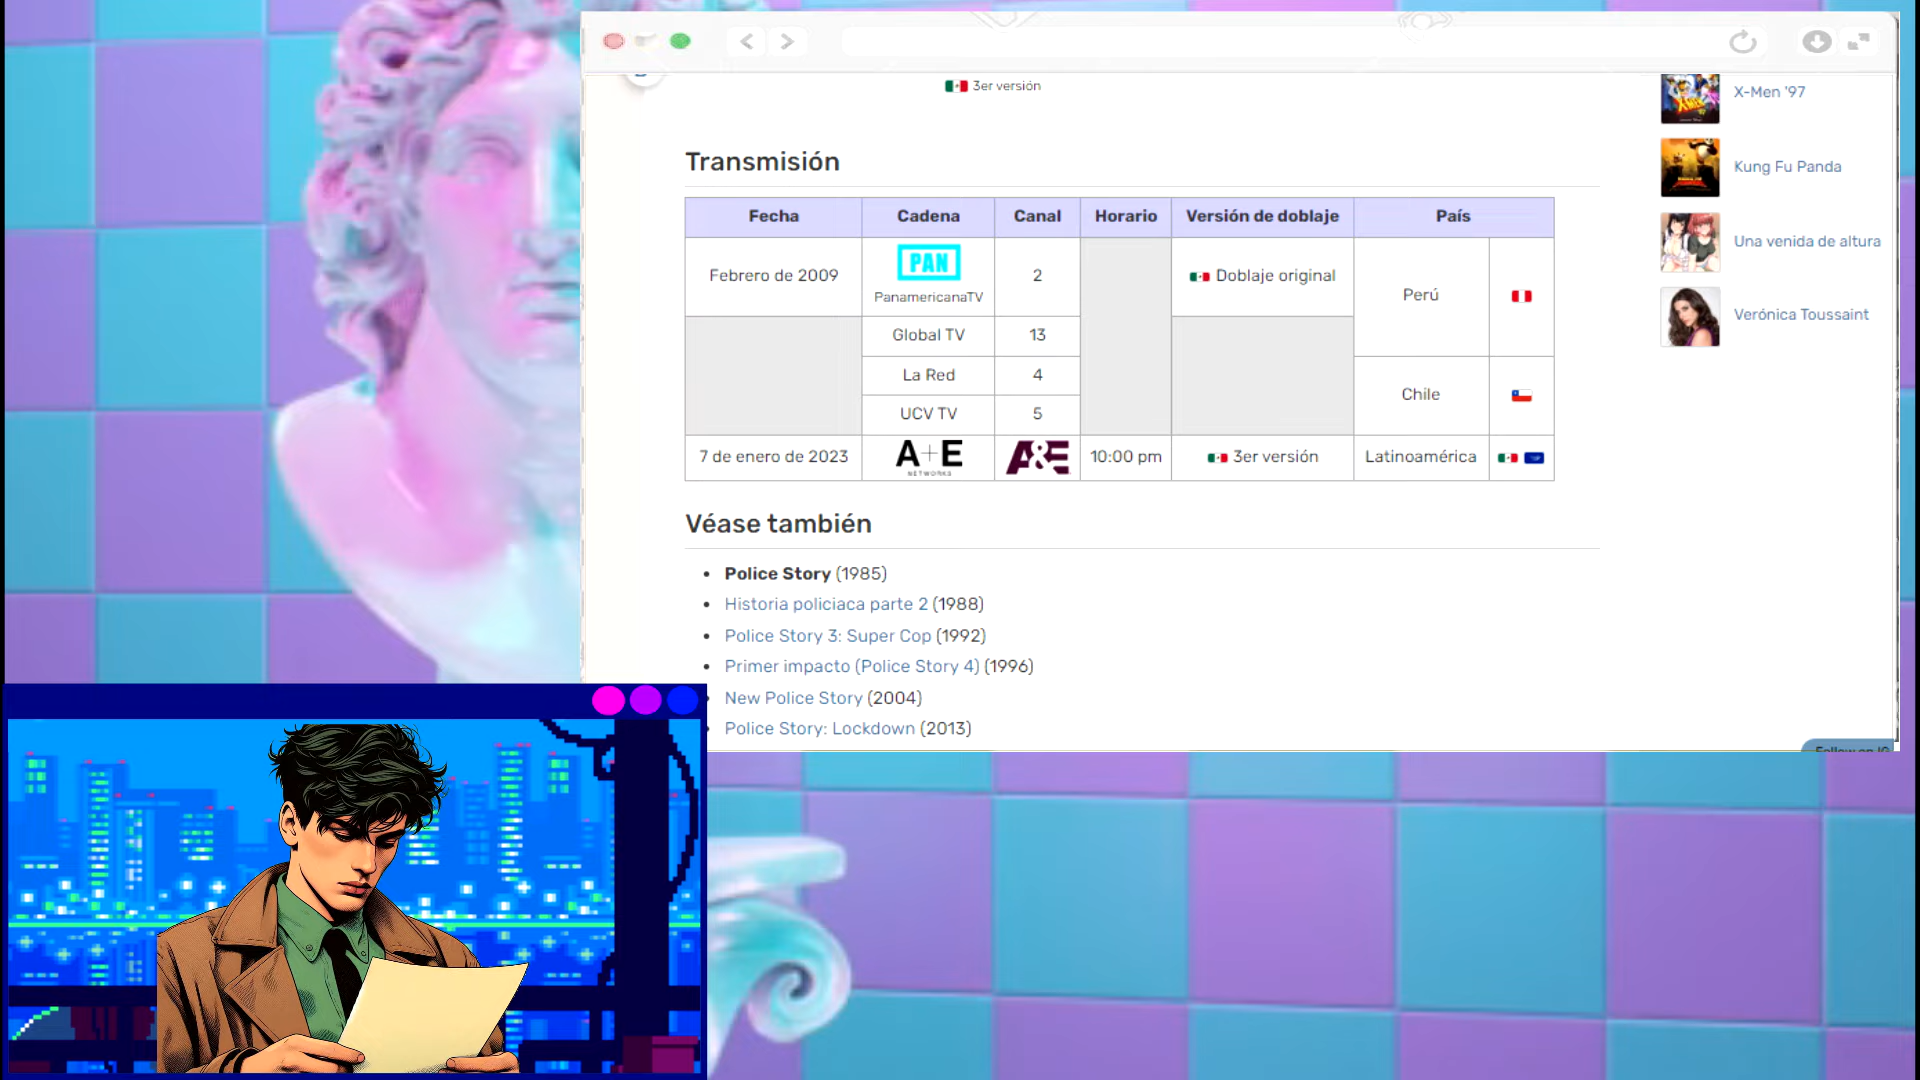 3er versión
Transmisión
Fecha Cadena Canal Horario Versión de doblaje País
Febrero de 2009 PAN PanamericanaTV 2 Doblaje original Perú
Global TV 13
La Red 4 Chile
UCV TV 5
7 de enero de 2023 A+E NETWORKS A&E 10:00 pm 3er versión Latinoamérica
Véase también
Police Story (1985)
Historia policiaca parte 2 (1988)
Police Story 3: Super Cop (1992)
Primer impacto (Police Story 4) (1996)
New Police Story (2004)
Police Story: Lockdown (2013)
X-Men '97
Kung Fu Panda
Una venida de altura
Verónica Toussaint